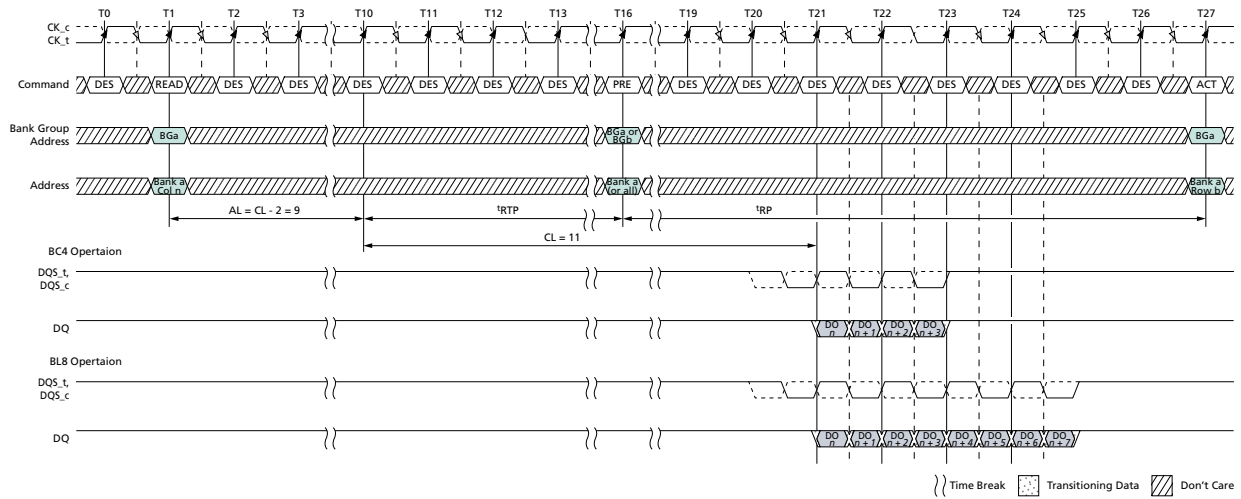 T0 T1 T2 T3 T10 T11 T12 T13 T16 T19 T20 T21 T22 T23 T24 T25 T26 T27
CK_c
CK_t
Command DES READ DES DES DES DES DES DES PRE DES DES DES DES DES DES DES DES ACT
Bank Group
Address
BGa
BGa or
BGb
BGa
Address
Bank a
Col n
Bank a
(or all)
Bank a
Row b
AL = CL - 2 = 9
tRTP
tRP
CL = 11
BC4 Opertaion
DQS_t,
DQS_c
DQ
DO
n
DO
n + 1
DO
n + 2
DO
n + 3
BL8 Opertaion
DQS_t,
DQS_c
DQ
DO
n
DO
n + 1
DO
n + 2
DO
n + 3
DO
n + 4
DO
n + 5
DO
n + 6
DO
n + 7
Time Break Transitioning Data Don't Care